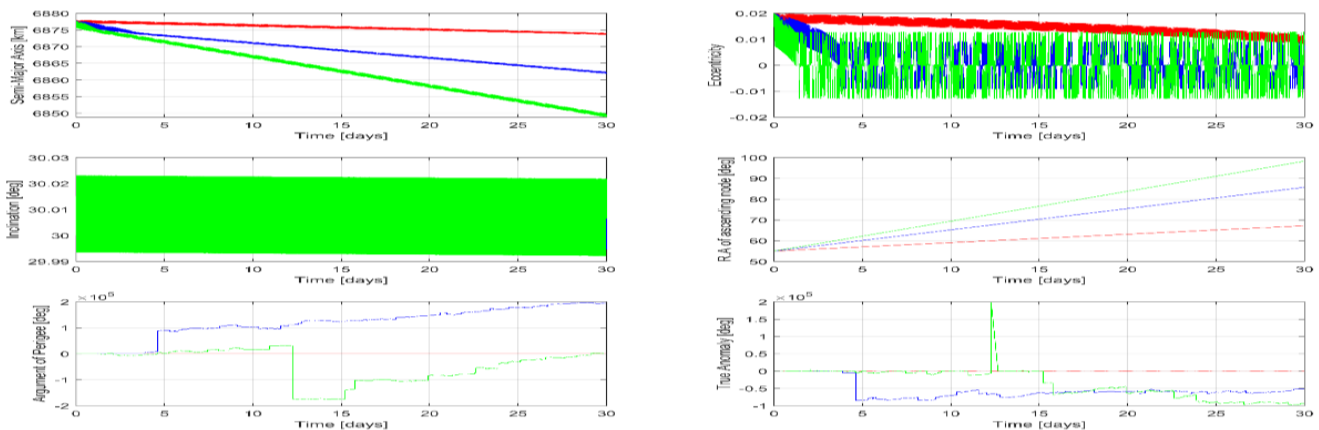 6880
6875
6870
6865
6860
6855
6850
Semi-Major Axis [km]
0 5 10 15 20 25 30
Time [days]
0.02
0.01
0
-0.01
-0.02
Eccentricity
0 5 10 15 20 25 30
Time [days]
30.03
30.02
30.01
30
29.99
Inclination [deg]
0 5 10 15 20 25 30
Time [days]
100
90
80
70
60
50
R.A of ascending node [deg]
0 5 10 15 20 25 30
Time [days]
×10⁵
2
1
0
-1
-2
Argument of Perigee [deg]
0 5 10 15 20 25 30
Time [days]
×10⁵
2
1.5
1
0.5
0
-0.5
-1
True Anomaly [deg]
0 5 10 15 20 25 30
Time [days]